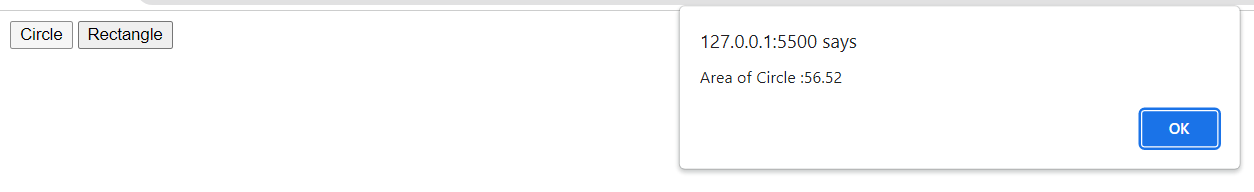 Circle Rectangle
127.0.0.1:5500 says
Area of Circle :56.52
OK